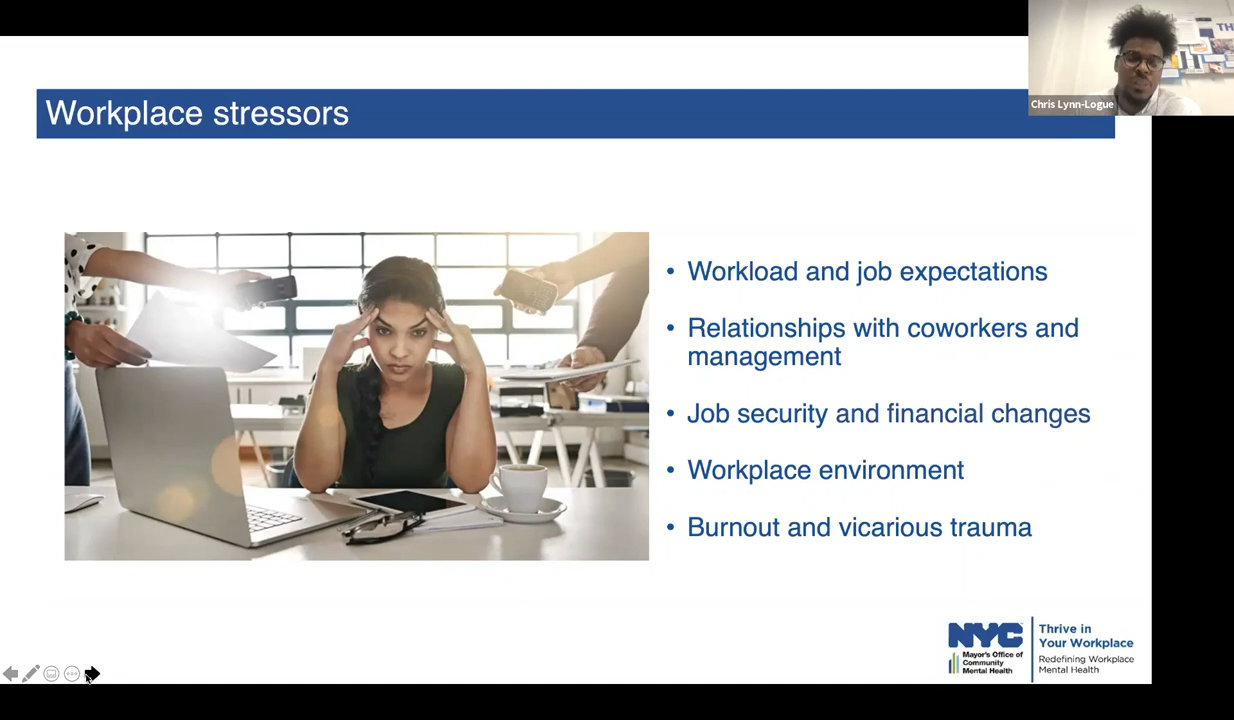 TH
Chris Lynn-Logue
Workplace stressors
• Workload and job expectations
• Relationships with coworkers and
management
• Job security and financial changes
• Workplace environment
• Burnout and vicarious trauma
NYC
Mayor's Office of
Community
Mental Health
Thrive in
Your Workplace
Redefining Workplace
Mental Health